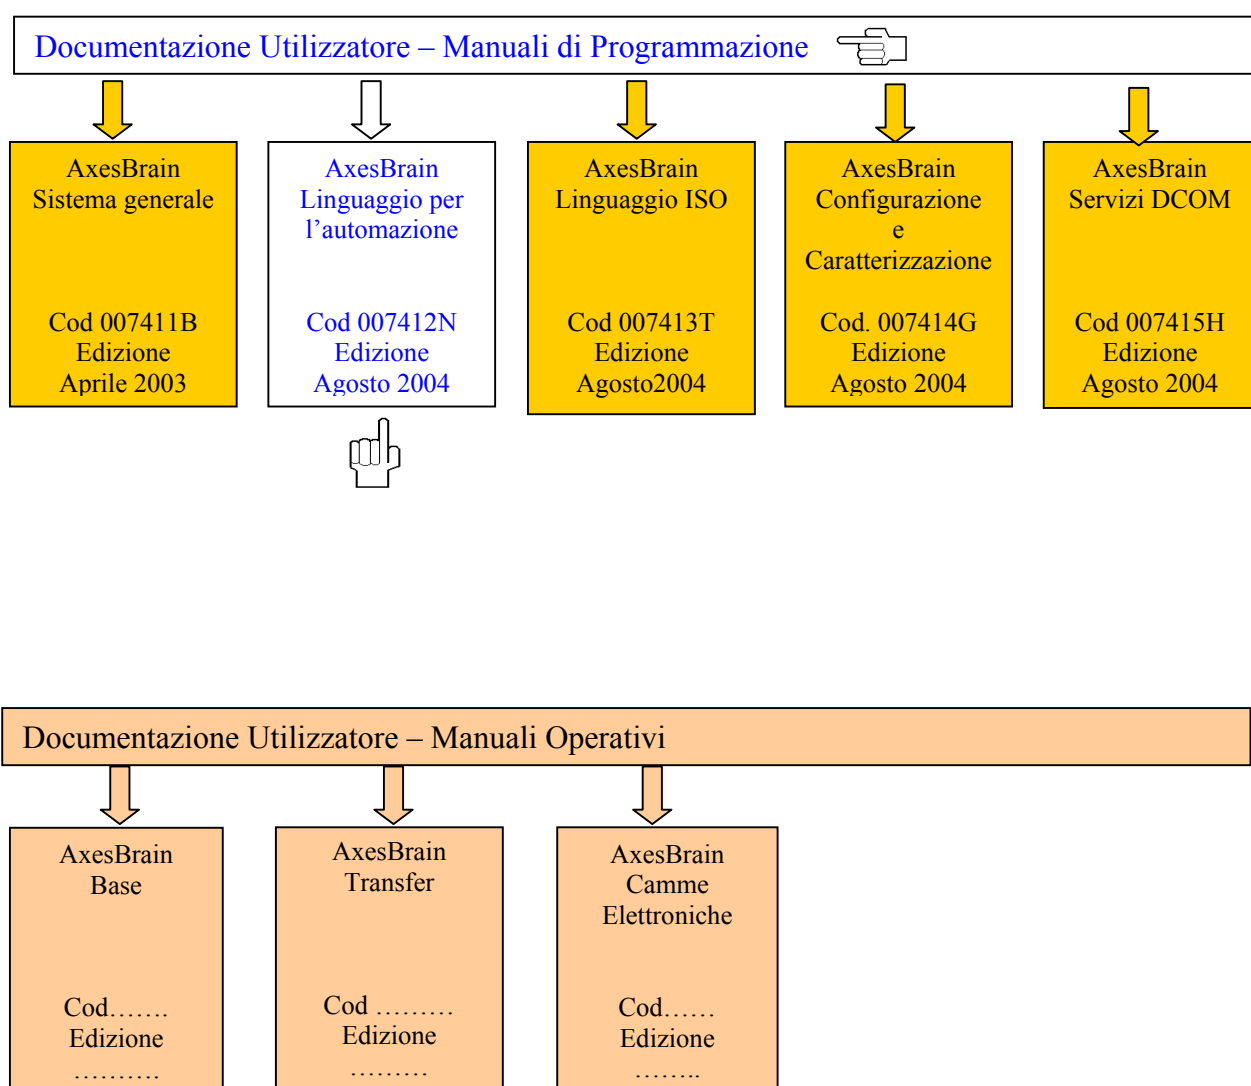 Documentazione Utilizzatore – Manuali di Programmazione
AxesBrain
Sistema generale
Cod 007411B
Edizione
Aprile 2003
AxesBrain
Linguaggio per
l’automazione
Cod 007412N
Edizione
Agosto 2004
AxesBrain
Linguaggio ISO
Cod 007413T
Edizione
Agosto2004
AxesBrain
Configurazione
e
Caratterizzazione
Cod. 007414G
Edizione
Agosto 2004
AxesBrain
Servizi DCOM
Cod 007415H
Edizione
Agosto 2004
Documentazione Utilizzatore – Manuali Operativi
AxesBrain
Base
Cod…….
Edizione
……….
AxesBrain
Transfer
Cod ………
Edizione
………
AxesBrain
Camme
Elettroniche
Cod……
Edizione
……..